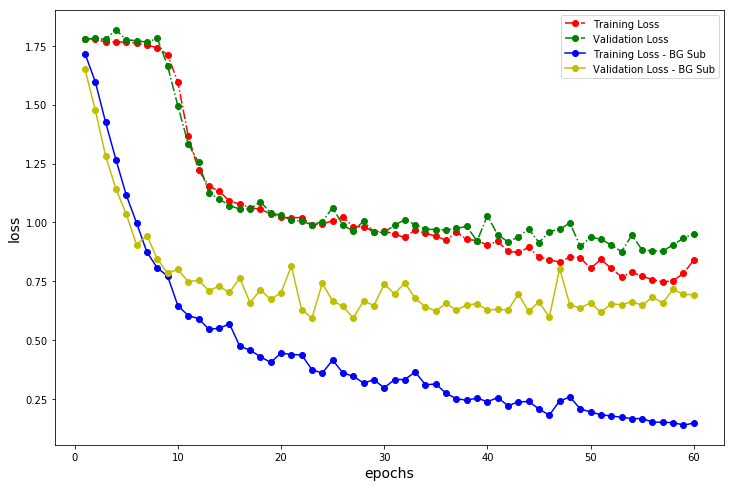 Training Loss
Validation Loss
Training Loss - BG Sub
Validation Loss - BG Sub
1.75
1.50
1.25
1.00
0.75
0.50
0.25
loss
0 10 20 30 40 50 60
epochs